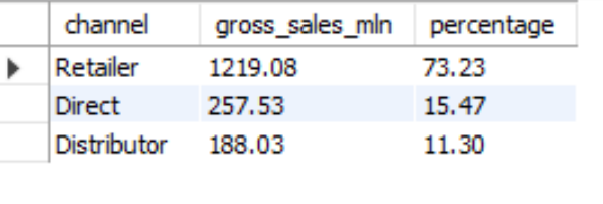 channel gross_sales_mln percentage
Retailer 1219.08 73.23
Direct 257.53 15.47
Distributor 188.03 11.30